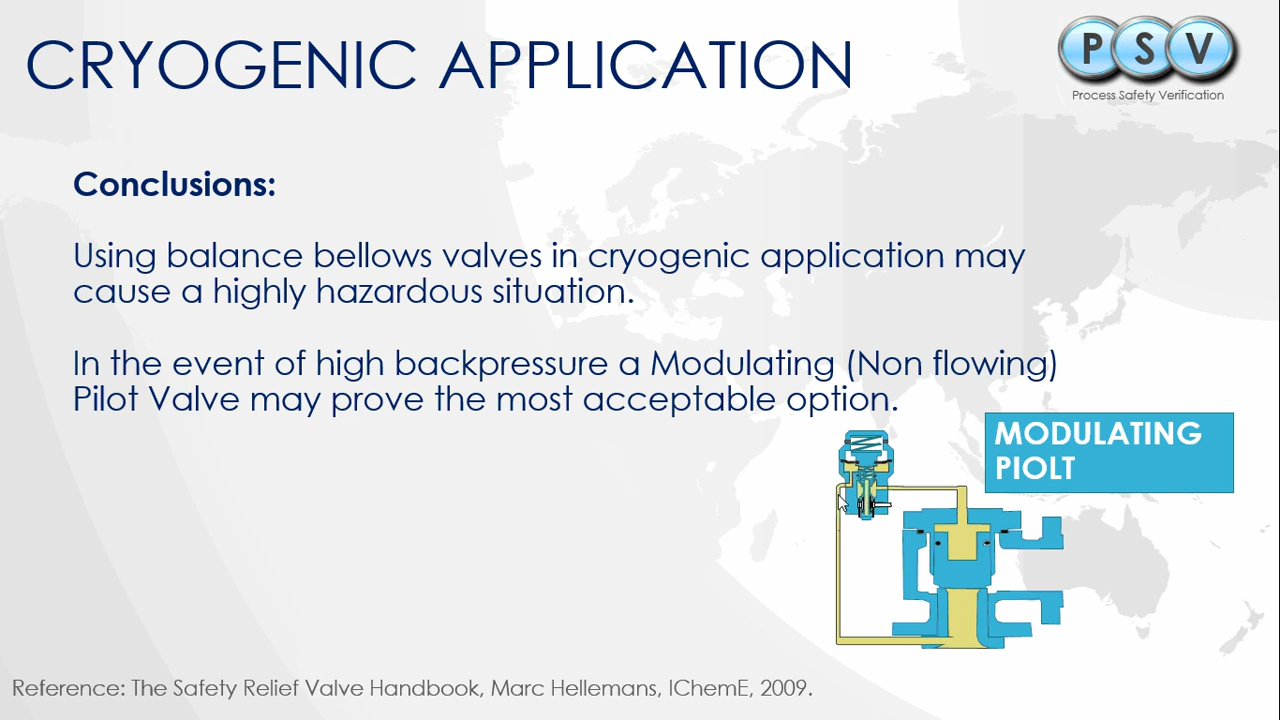 CRYOGENIC APPLICATION
P S V
Process Safety Verification
Conclusions:
Using balance bellows valves in cryogenic application may
cause a highly hazardous situation.
In the event of high backpressure a Modulating (Non flowing)
Pilot Valve may prove the most acceptable option.
MODULATING
PIOLT
Reference: The Safety Relief Valve Handbook, Marc Hellemans, IChemE, 2009.